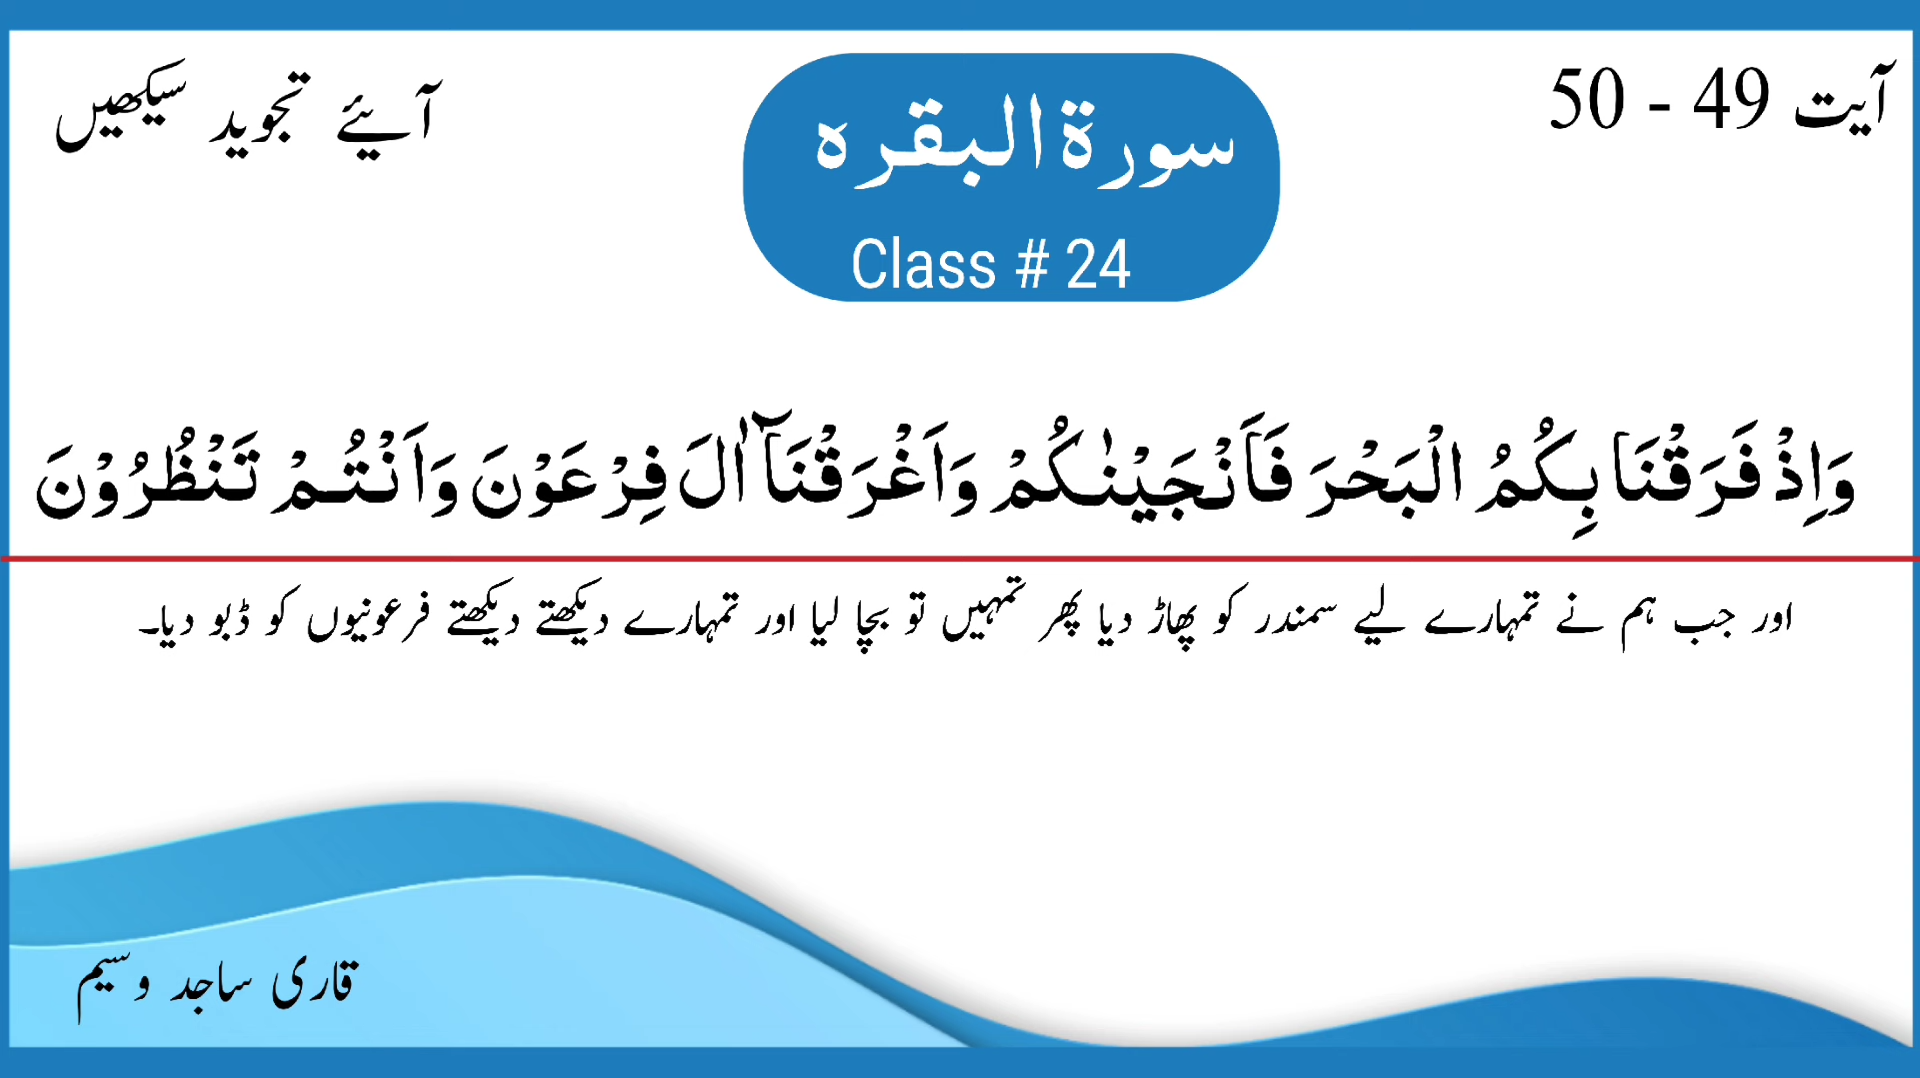 آیت 49 - 50
سورۃ البقرہ
آیئے تجوید سیکھیں
Class # 24
وَاِذْ فَرَقْنَا بِكُمُ الْبَحْرَ فَاَنْجَيْنٰكُمْ وَاَغْرَقْنَآ اٰلَ فِرْعَوْنَ وَاَنْتُمْ تَنْظُرُوْنَ
اور جب ہم نے تمہارے لیے سمندر کو پھاڑ دیا پھر تمہیں تو بچا لیا اور تمہارے دیکھتے دیکھتے فرعونیوں کو ڈبو دیا۔
قاری ساجد وسیم